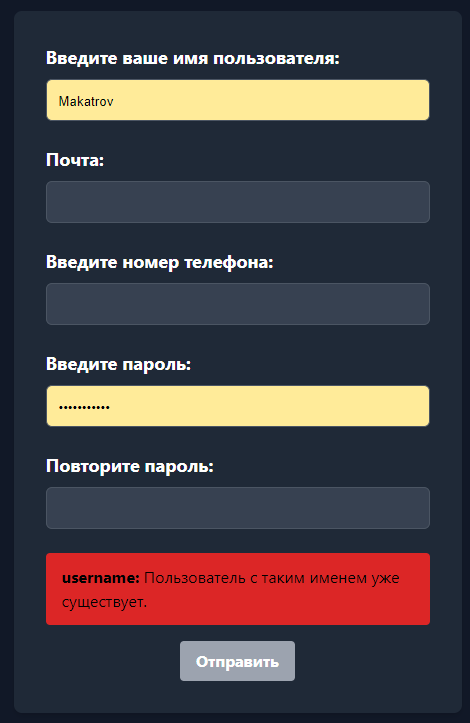 Введите ваше имя пользователя:
Makatrov
Почта:
Введите номер телефона:
Введите пароль:
•••••••••••
Повторите пароль:
username: Пользователь с таким именем уже
существует.
Отправить